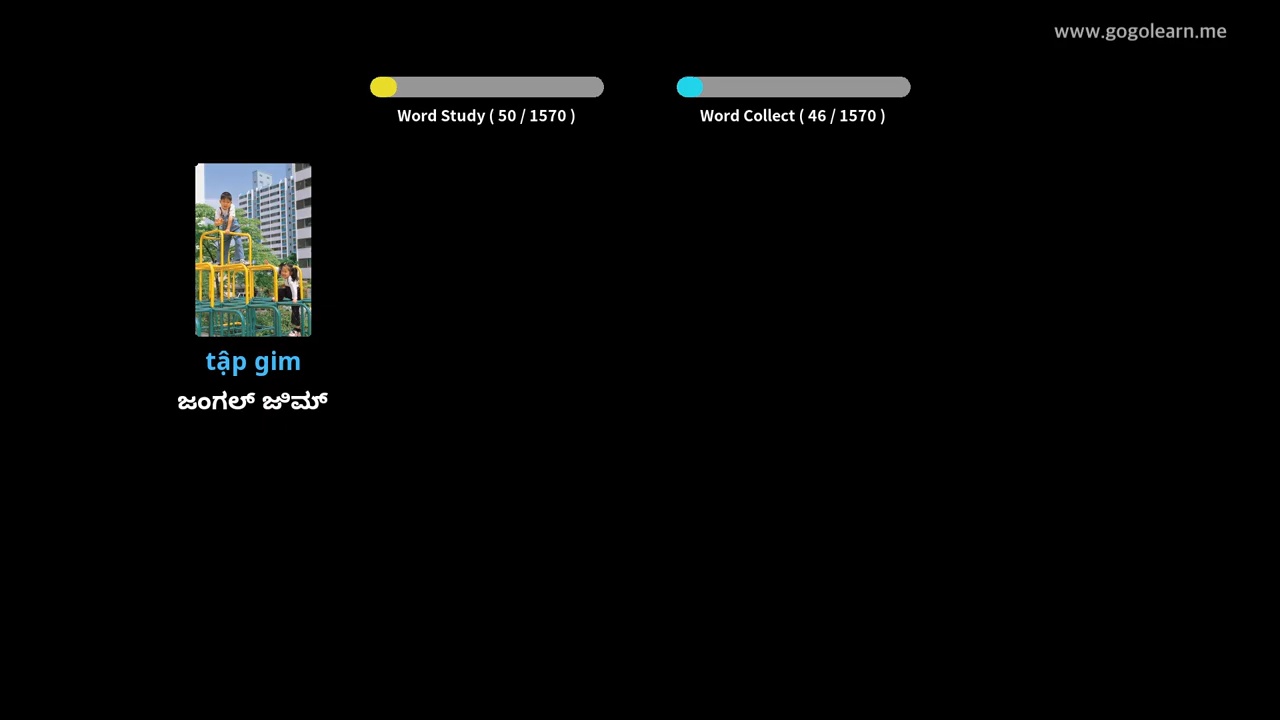 www.gogolearn.me
Word Study ( 50 / 1570 )
Word Collect ( 46 / 1570 )
tập gim
ಜಂಗಲ್ ಜಿಮ್